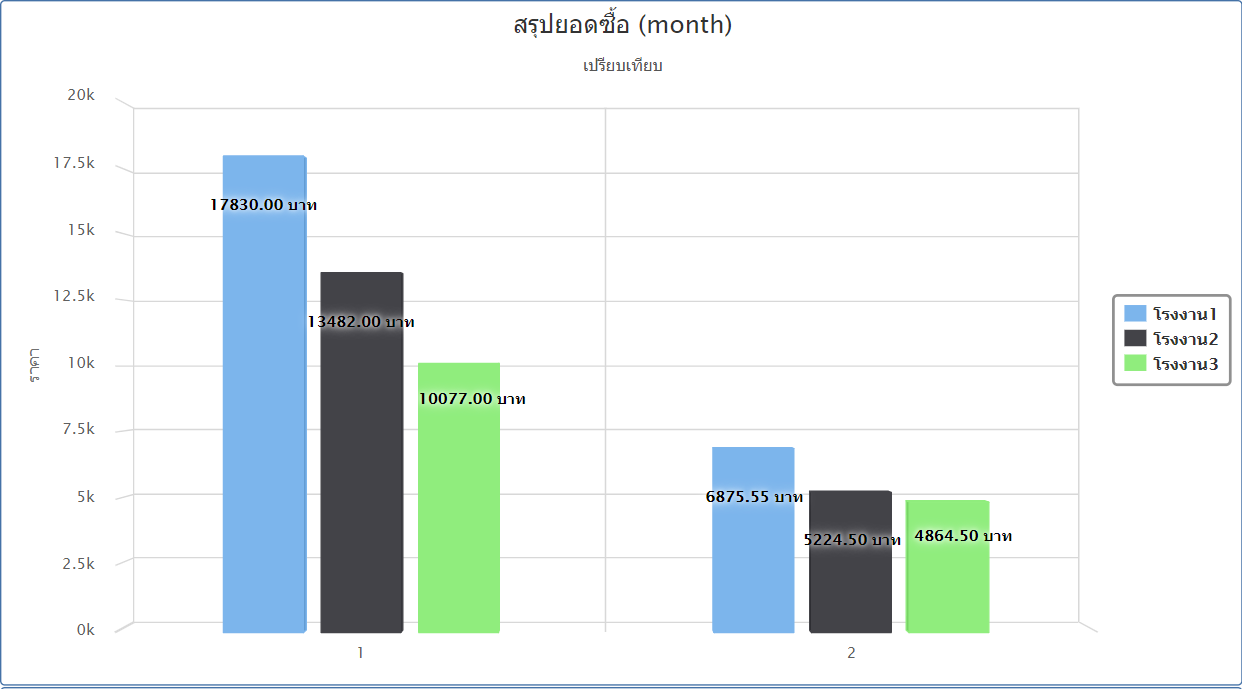 สรุปยอดซื้อ (month)
เปรียบเทียบ
20k
17.5k
15k
12.5k
10k
7.5k
5k
2.5k
0k
ราคา
17830.00 บาท
13482.00 บาท
10077.00 บาท
6875.55 บาท
5224.50 บาท
4864.50 บาท
1
2
โรงงาน1
โรงงาน2
โรงงาน3